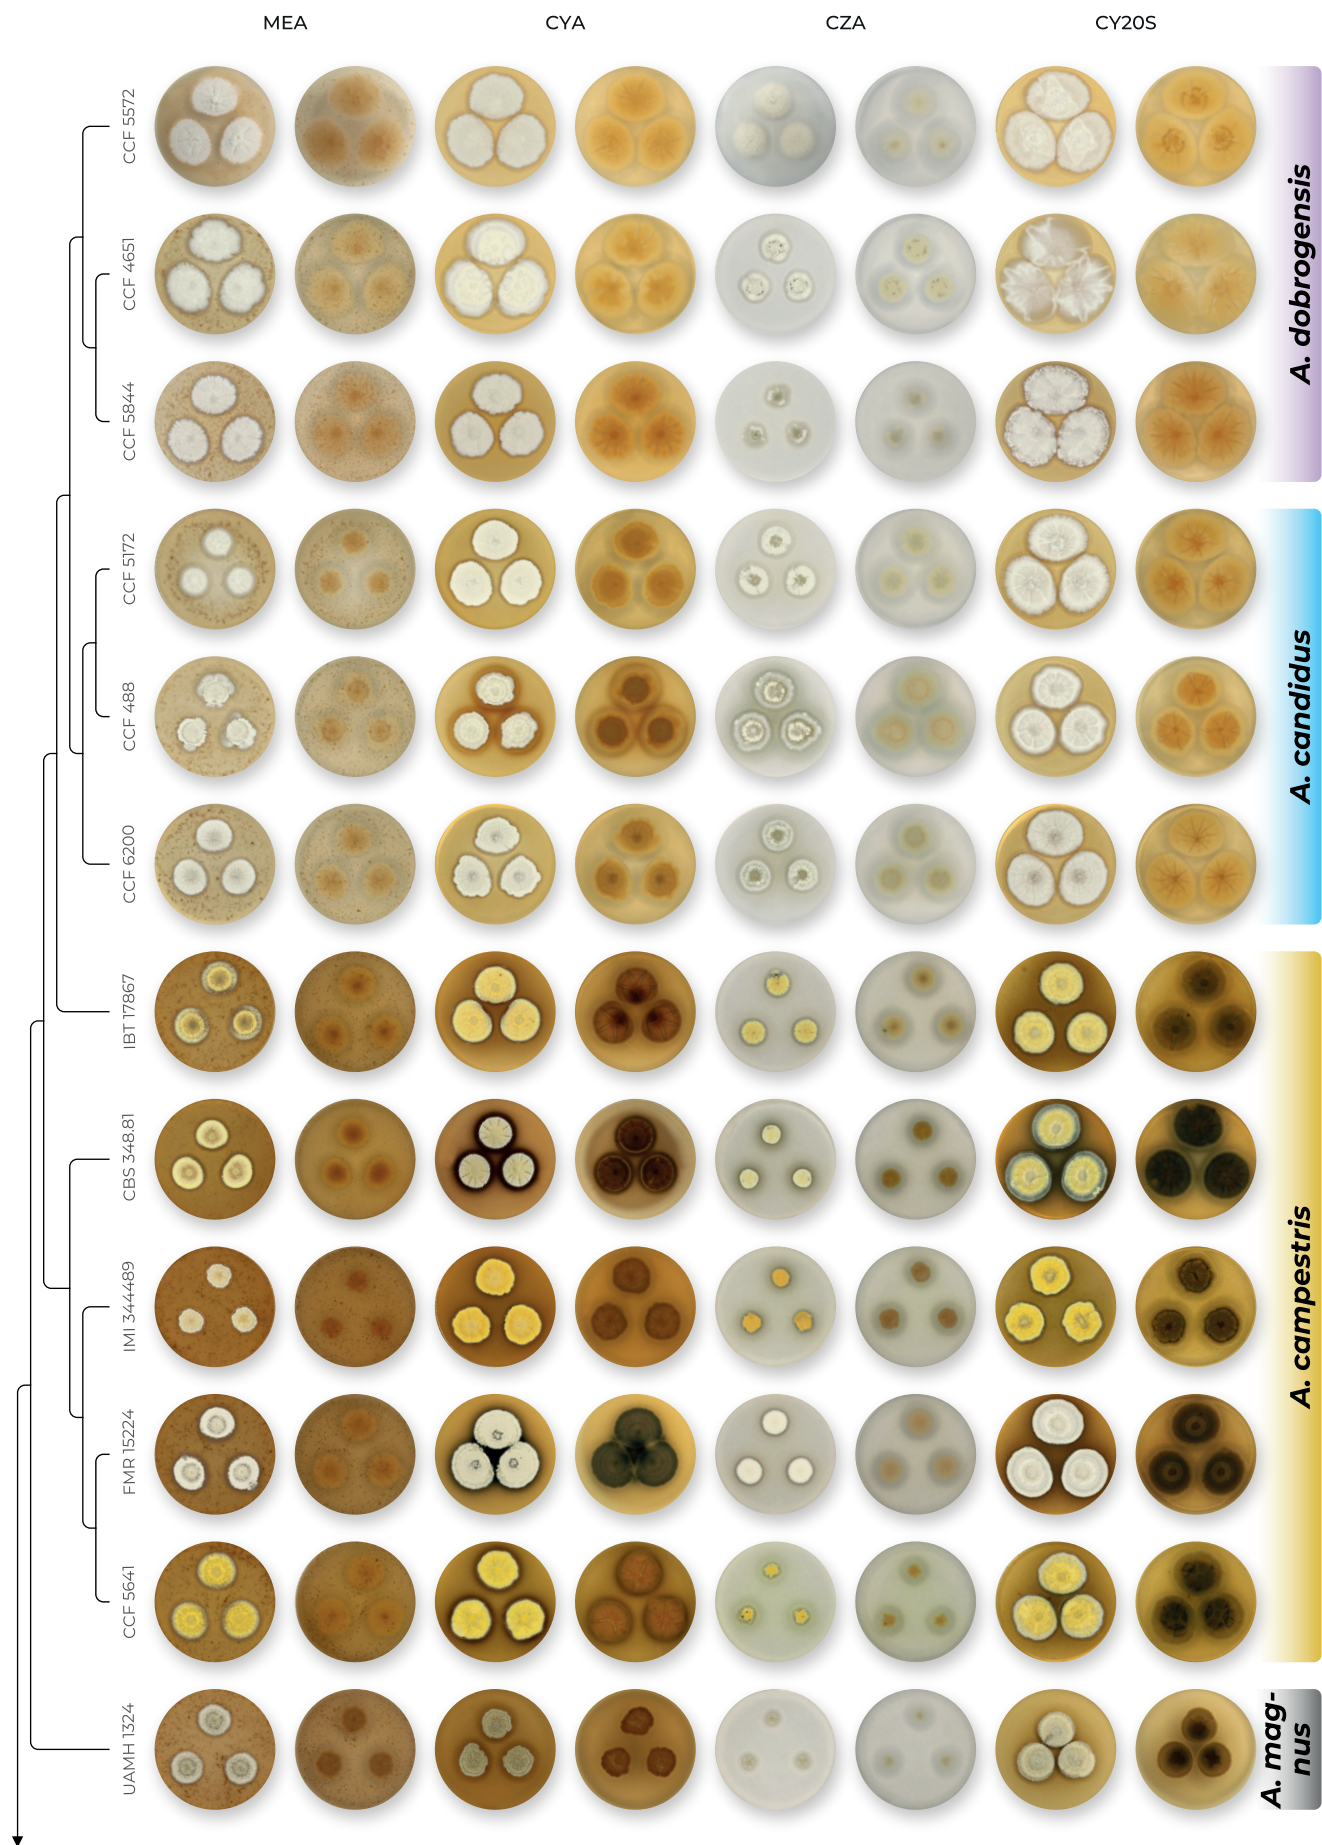 MEA CYA CZA CY20S
CCF 5572
CCF 4651
CCF 5844
A. dobrogensis
CCF 5172
CCF 488
CCF 6200
A. candidus
IBT 17867
CBS 348.81
IMI 344489
FMR 15224
CCF 5641
A. campestris
UAMH 1324
A. mag-
nus